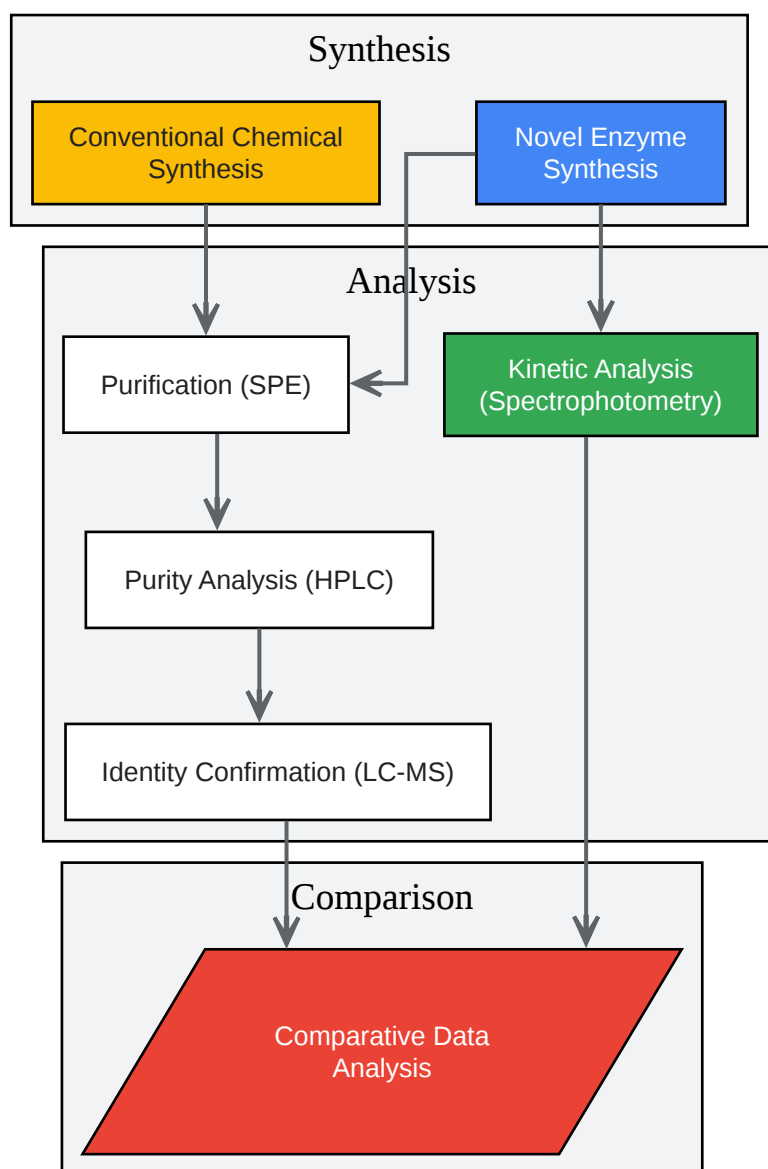 Synthesis
Conventional Chemical
Synthesis
Novel Enzyme
Synthesis
Analysis
Purification (SPE)
Kinetic Analysis
(Spectrophotometry)
Purity Analysis (HPLC)
Identity Confirmation (LC-MS)
Comparison
Comparative Data
Analysis